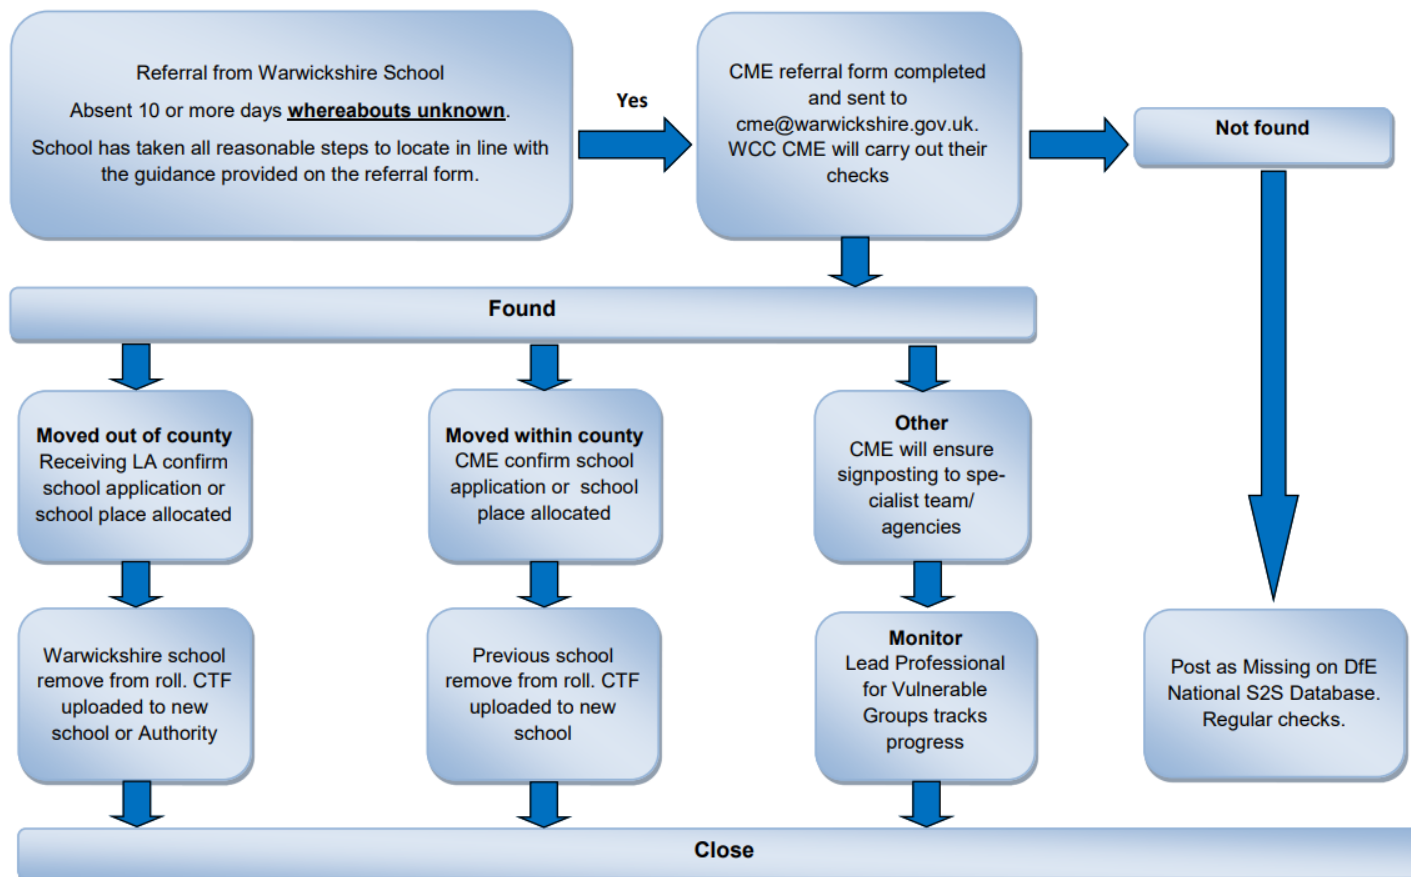 Referral from Warwickshire School
Absent 10 or more days whereabouts unknown.
School has taken all reasonable steps to locate in line with
the guidance provided on the referral form.
Yes
CME referral form completed
and sent to
cme@warwickshire.gov.uk.
WCC CME will carry out their
checks
Not found
Found
Moved out of county
Receiving LA confirm
school application or
school place allocated
Moved within county
CME confirm school
application or school
place allocated
Other
CME will ensure
signposting to spe-
cialist team/
agencies
Warwickshire school
remove from roll. CTF
uploaded to new
school or Authority
Previous school
remove from roll. CTF
uploaded to new
school
Monitor
Lead Professional
for Vulnerable
Groups tracks
progress
Post as Missing on DfE
National S2S Database.
Regular checks.
Close